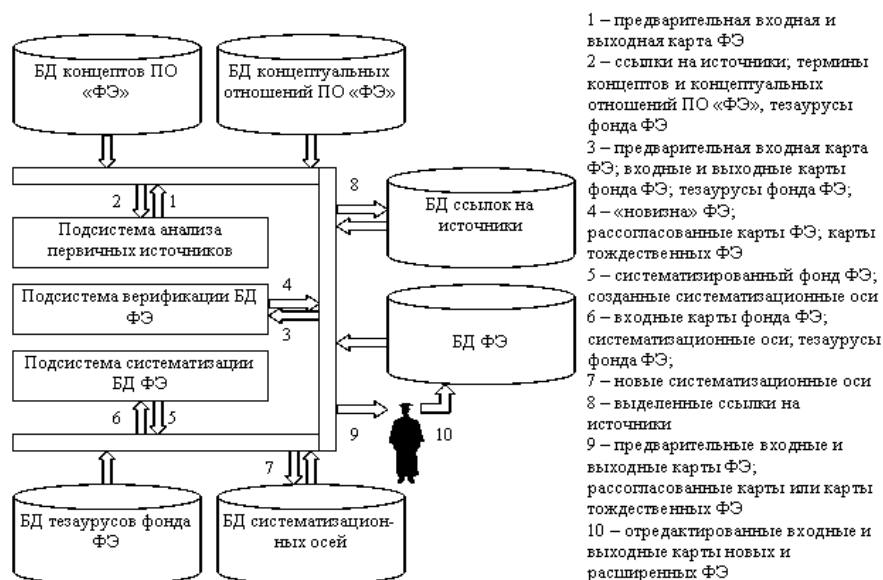 БД концептов ПО
«ФЭ»
БД концептуальных
отношений ПО «ФЭ»
2
1
8
Подсистема анализа
первичных источников
БД ссылок на
источники
Подсистема верификации БД
ФЭ
4
3
БД ФЭ
Подсистема систематизации
БД ФЭ
6
5
9
10
7
БД тезаурусов фонда
ФЭ
БД систематизацион-
ных осей
1 – предварительная входная и
выходная карта ФЭ
2 – ссылки на источники; термины
концептов и концептуальных
отношений ПО «ФЭ», тезаурусы
фонда ФЭ
3 – предварительная входная карта
ФЭ; входные и выходные карты
фонда ФЭ; тезаурусы фонда ФЭ;
4 – «новизна» ФЭ;
рассогласованные карты ФЭ; карты
тождественных ФЭ
5 – систематизированный фонд ФЭ;
созданные систематизационные оси
6 – входные карты фонда ФЭ;
систематизационные оси; тезаурусы
фонда ФЭ;
7 – новые систематизационные оси
8 – выделенные ссылки на
источники
9 – предварительные входные и
выходные карты ФЭ;
рассогласованные карты или карты
тождественных ФЭ
10 – отредактированные входные и
выходные карты новых и
расширенных ФЭ